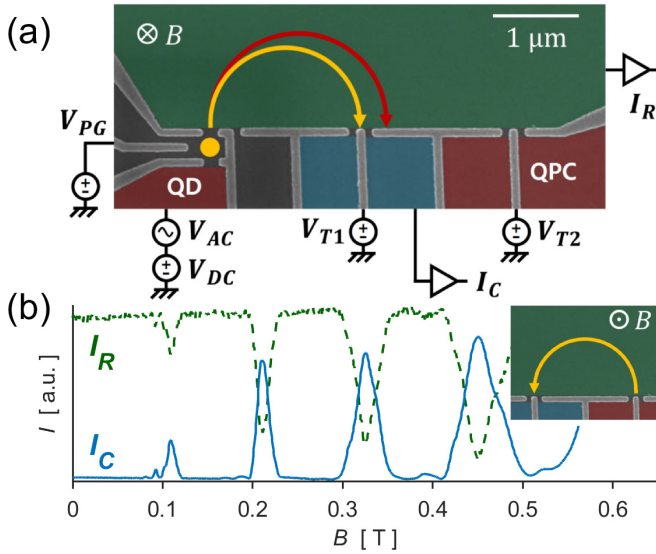 (a)
⊗ B
1 μm
I_R
V_PG
QD
QPC
V_AC
V_T1
V_T2
V_DC
I_C
(b)
⊙ B
I_R
I_C
I [ a.u. ]
0 0.1 0.2 0.3 0.4 0.5 0.6
B [ T ]